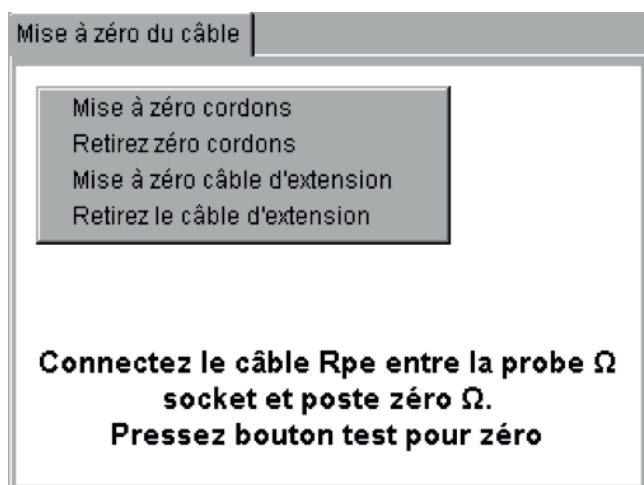 Mise à zéro du câble
Mise à zéro cordons
Retirez zéro cordons
Mise à zéro câble d'extension
Retirez le câble d'extension
Connectez le câble Rpe entre la probe Ω
socket et poste zéro Ω.
Pressez bouton test pour zéro